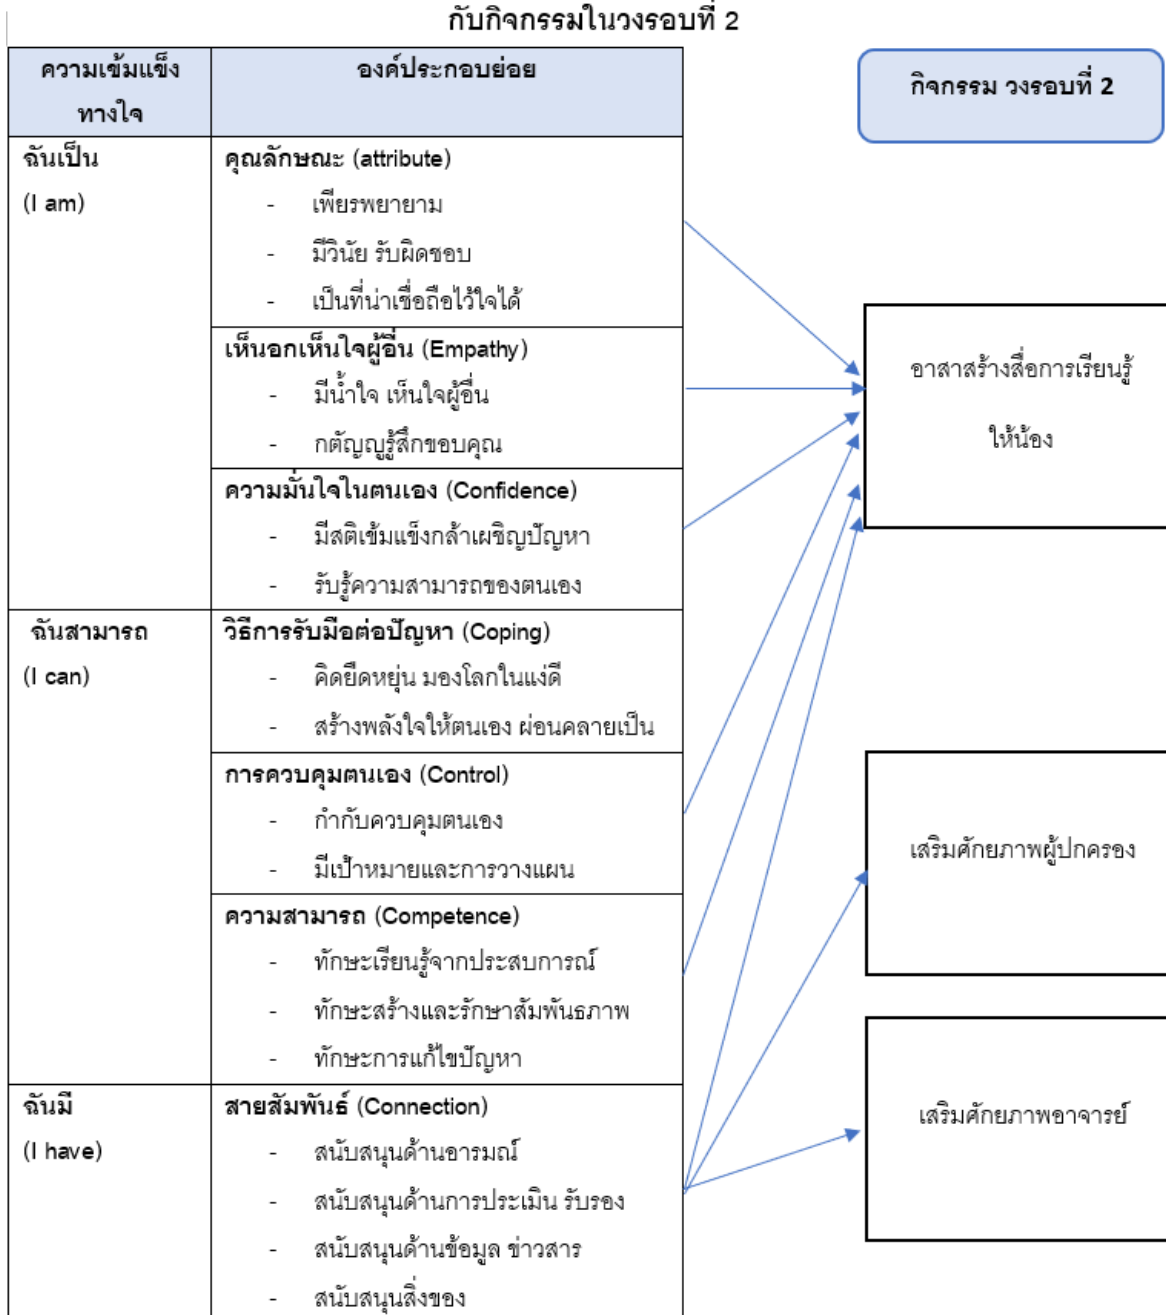 กับกิจกรรมในวงรอบที่ 2
ความเข้มแข็ง
ทางใจ
องค์ประกอบย่อย
กิจกรรม วงรอบที่ 2
ฉันเป็น
(I am)
คุณลักษณะ (attribute)
- เพียรพยายาม
- มีวินัย รับผิดชอบ
- เป็นที่น่าเชื่อถือไว้ใจได้
เห็นอกเห็นใจผู้อื่น (Empathy)
- มีน้ำใจ เห็นใจผู้อื่น
- กตัญญูรู้สึกขอบคุณ
ความมั่นใจในตนเอง (Confidence)
- มีสติเข้มแข็งกล้าเผชิญปัญหา
- รับรู้ความสามารถของตนเอง
ฉันสามารถ
(I can)
วิธีการรับมือต่อปัญหา (Coping)
- คิดยืดหยุ่น มองโลกในแง่ดี
- สร้างพลังใจให้ตนเอง ผ่อนคลายเป็น
การควบคุมตนเอง (Control)
- กำกับควบคุมตนเอง
- มีเป้าหมายและการวางแผน
ความสามารถ (Competence)
- ทักษะเรียนรู้จากประสบการณ์
- ทักษะสร้างและรักษาสัมพันธภาพ
- ทักษะการแก้ไขปัญหา
ฉันมี
(I have)
สายสัมพันธ์ (Connection)
- สนับสนุนด้านอารมณ์
- สนับสนุนด้านการประเมิน รับรอง
- สนับสนุนด้านข้อมูล ข่าวสาร
- สนับสนุนสิ่งของ
อาสาสร้างสื่อการเรียนรู้
ให้น้อง
เสริมศักยภาพผู้ปกครอง
เสริมศักยภาพอาจารย์